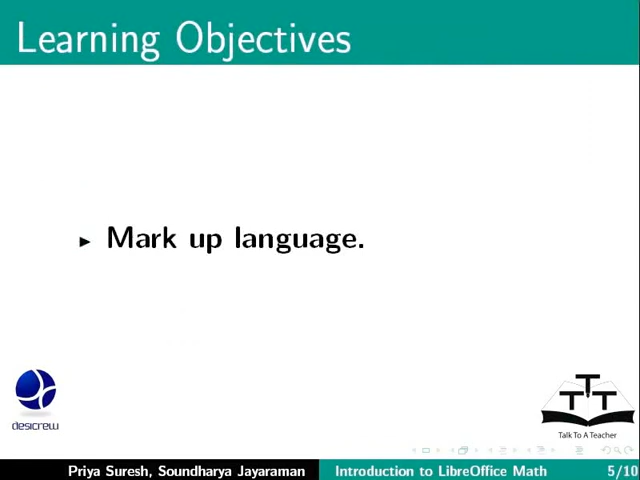 Learning Objectives
Mark up language.
desicrew
TTT
Talk To A Teacher
Priya Suresh, Soundharya Jayaraman Introduction to LibreOffice Math 5/10